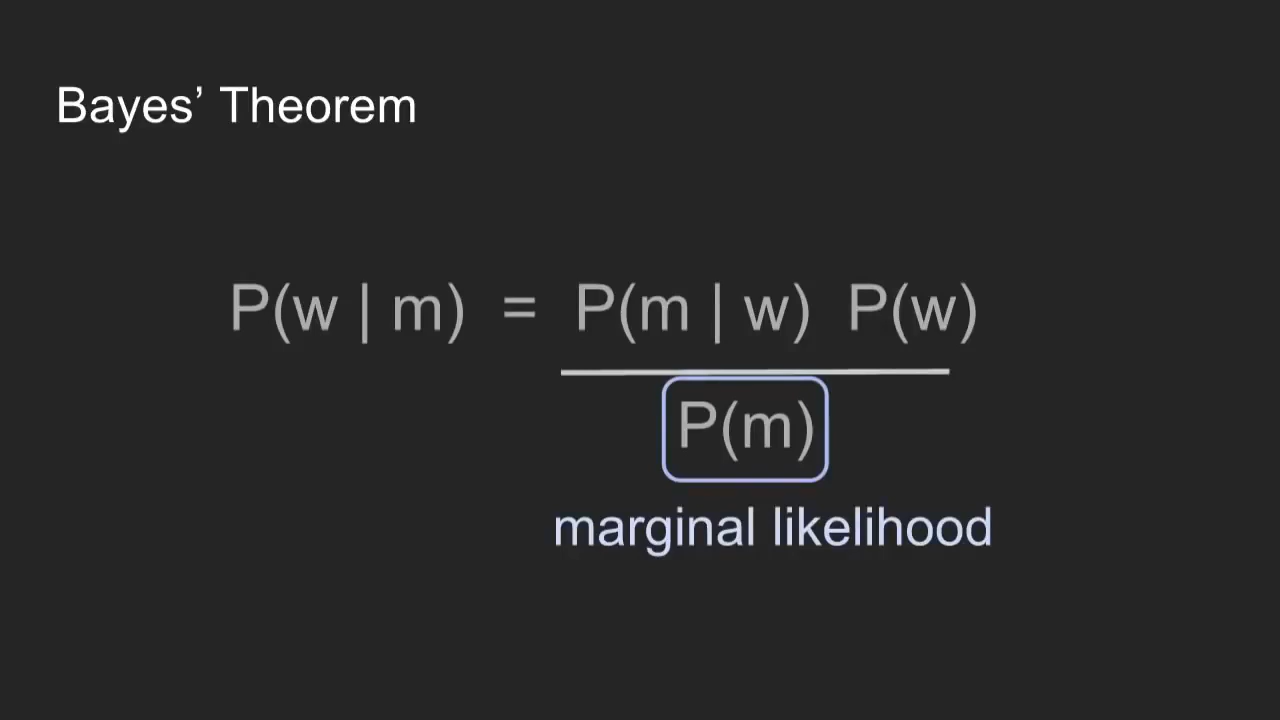 Bayes’ Theorem
P(w | m) = P(m | w) P(w)
P(m)
marginal likelihood